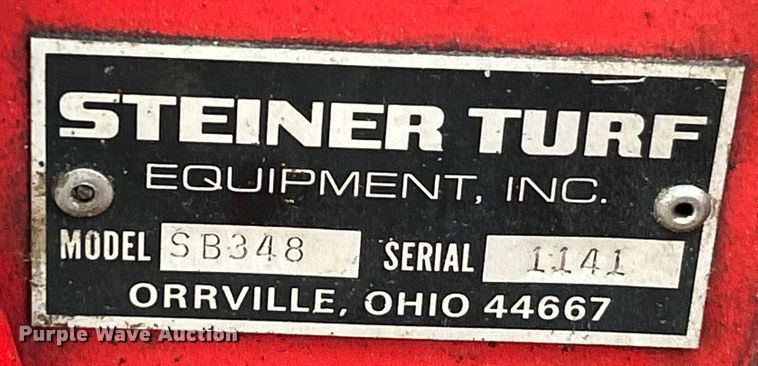 STEINER TURF
EQUIPMENT, INC.
MODEL SB348 SERIAL 1141
ORRVILLE, OHIO 44667
Purple Wave Auction